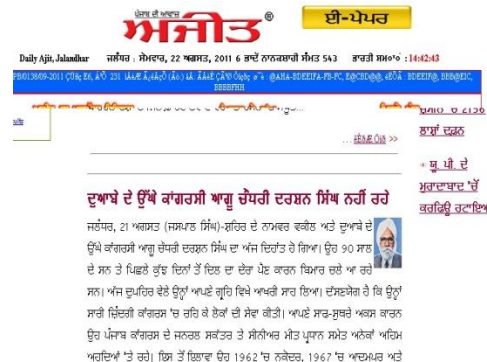 ਪੰਜਾਬ ਦੀ ਆਵਾਜ਼
ਅਜੀਤ ®
ਈ-ਪੇਪਰ
Daily Ajit, Jalandhar ਜਲੰਧਰ : ਸੋਮਵਾਰ, 22 ਅਗਸਤ, 2011 6 ਭਾਦੋਂ ਨਾਨਕਸ਼ਾਹੀ ਸੰਮਤ 543 ਭਾਰਤੀ ਸਮਾਂ :14:42:43
BBEBFHH
>>
ਲਾਸ਼ਾਂ ਦਫ਼ਨ
ਯੂ. ਪੀ. ਦੇ
ਮੁਰਾਦਾਬਾਦ 'ਚੋਂ
ਦੁਆਬੇ ਦੇ ਉੱਘੇ ਕਾਂਗਰਸੀ ਆਗੂ ਚੌਧਰੀ ਦਰਸ਼ਨ ਸਿੰਘ ਨਹੀਂ ਰਹੇ
ਜਲੰਧਰ, 21 ਅਗਸਤ (ਜਸਪਾਲ ਸਿੰਘ)-ਸ਼ਹਿਰ ਦੇ ਨਾਮਵਰ ਵਕੀਲ ਅਤੇ ਦੁਆਬੇ ਦੇ
ਉੱਘੇ ਕਾਂਗਰਸੀ ਆਗੂ ਚੌਧਰੀ ਦਰਸ਼ਨ ਸਿੰਘ ਦਾ ਅੱਜ ਦਿਹਾਂਤ ਹੋ ਗਿਆ। ਉਹ 90 ਸਾਲ
ਦੇ ਸਨ ਤੇ ਪਿਛਲੇ ਕੁੱਝ ਦਿਨਾਂ ਤੋਂ ਦਿਲ ਦਾ ਦੌਰਾ ਪੈਣ ਕਾਰਨ ਬਿਮਾਰ ਚਲੇ ਆ ਰਹੇ
ਸਨ। ਅੱਜ ਦੁਪਹਿਰ ਵੇਲੇ ਉਨ੍ਹਾਂ ਆਪਣੇ ਗ੍ਰਹਿ ਵਿਖੇ ਆਖਰੀ ਸਾਹ ਲਿਆ। ਦੱਸਣਯੋਗ ਹੈ ਕਿ ਉਨ੍ਹਾਂ
ਸਾਰੀ ਜ਼ਿੰਦਗੀ ਕਾਂਗਰਸ 'ਚ ਰਹਿ ਕੇ ਲੋਕਾਂ ਦੀ ਸੇਵਾ ਕੀਤੀ। ਆਪਣੇ ਸਾਫ਼-ਸੁਥਰੇ ਅਕਸ ਕਾਰਨ
ਉਹ ਪੰਜਾਬ ਕਾਂਗਰਸ ਦੇ ਜਨਰਲ ਸਕੱਤਰ ਤੇ ਸੀਨੀਅਰ ਮੀਤ ਪ੍ਰਧਾਨ ਸਮੇਤ ਅਨੇਕਾਂ ਅਹਿਮ
ਅਹੁਦਿਆਂ 'ਤੇ ਰਹੇ। ਇਸ ਤੋਂ ਇਲਾਵਾ ਉਹ 1962 'ਚ ਨਕੋਦਰ, 1967 'ਚ ਆਦਮਪੁਰ ਅਤੇ